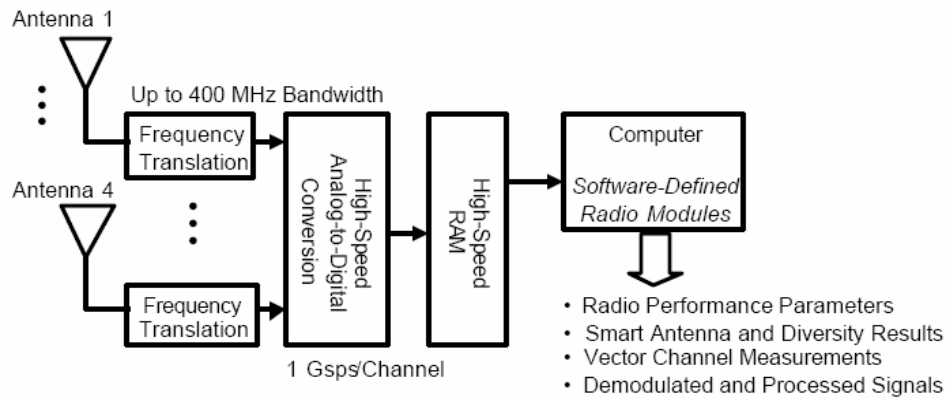 Antenna 1
Up to 400 MHz Bandwidth
Frequency
Translation
Antenna 4
Frequency
Translation
High-Speed
Analog-to-Digital
Conversion
1 Gsps/Channel
High-Speed
RAM
Computer
Software-Defined
Radio Modules
• Radio Performance Parameters
• Smart Antenna and Diversity Results
• Vector Channel Measurements
• Demodulated and Processed Signals